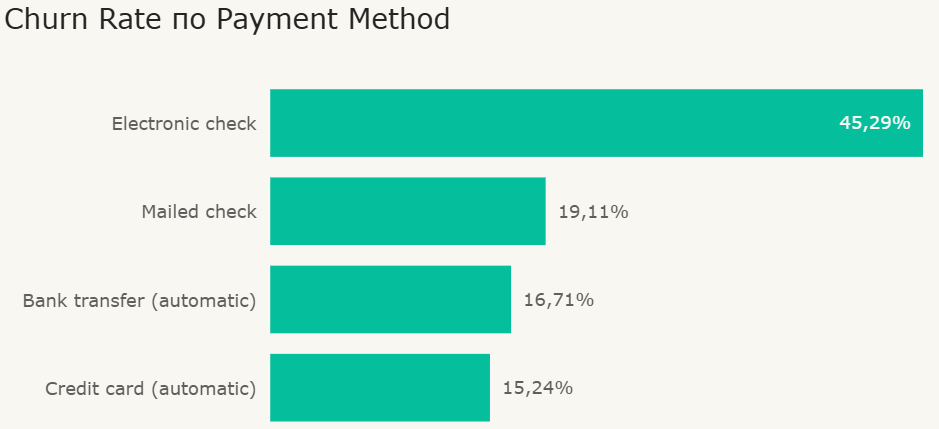 Churn Rate по Payment Method
Electronic check 45,29%
Mailed check 19,11%
Bank transfer (automatic) 16,71%
Credit card (automatic) 15,24%